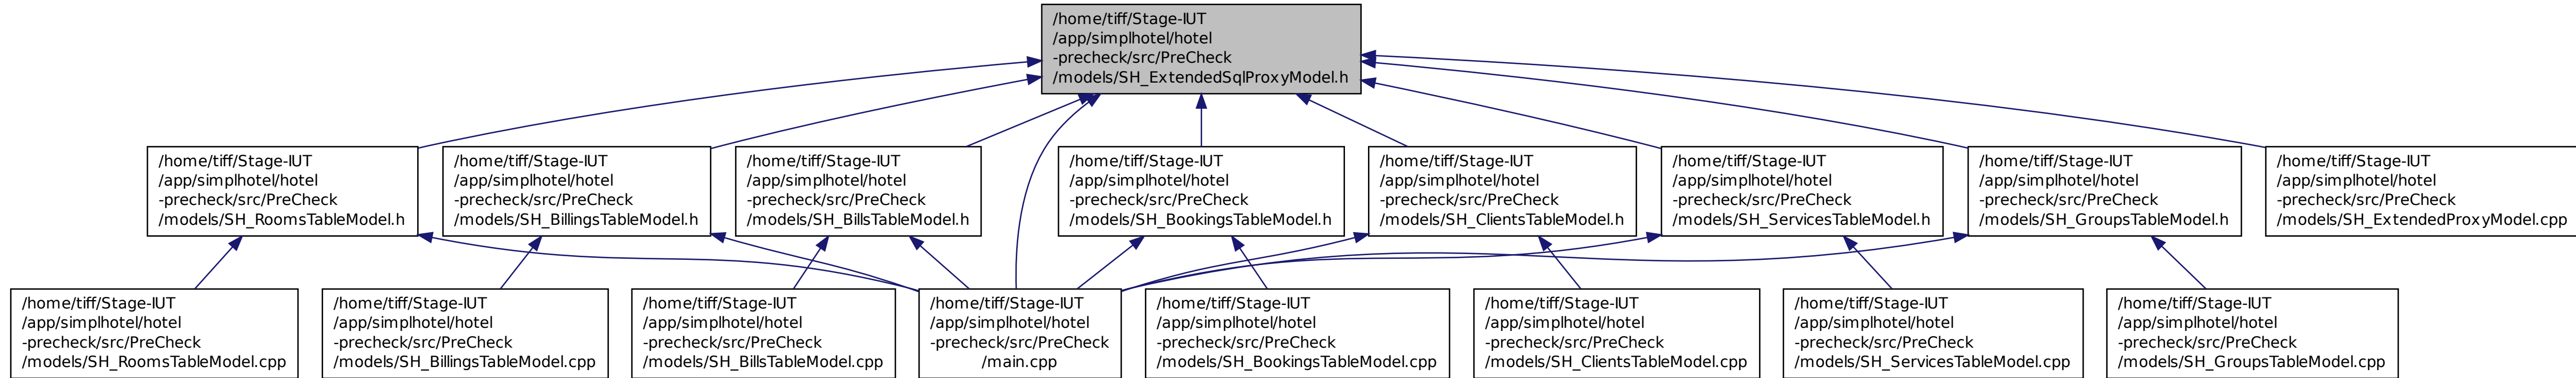 /home/tiff/Stage-IUT
/app/simplhotel/hotel
-precheck/src/PreCheck
/models/SH_ExtendedSqlProxyModel.h
/home/tiff/Stage-IUT
/app/simplhotel/hotel
-precheck/src/PreCheck
/models/SH_RoomsTableModel.h
/home/tiff/Stage-IUT
/app/simplhotel/hotel
-precheck/src/PreCheck
/models/SH_BillingsTableModel.h
/home/tiff/Stage-IUT
/app/simplhotel/hotel
-precheck/src/PreCheck
/models/SH_BillsTableModel.h
/home/tiff/Stage-IUT
/app/simplhotel/hotel
-precheck/src/PreCheck
/models/SH_BookingsTableModel.h
/home/tiff/Stage-IUT
/app/simplhotel/hotel
-precheck/src/PreCheck
/models/SH_ClientsTableModel.h
/home/tiff/Stage-IUT
/app/simplhotel/hotel
-precheck/src/PreCheck
/models/SH_ServicesTableModel.h
/home/tiff/Stage-IUT
/app/simplhotel/hotel
-precheck/src/PreCheck
/models/SH_GroupsTableModel.h
/home/tiff/Stage-IUT
/app/simplhotel/hotel
-precheck/src/PreCheck
/models/SH_ExtendedProxyModel.cpp
/home/tiff/Stage-IUT
/app/simplhotel/hotel
-precheck/src/PreCheck
/models/SH_RoomsTableModel.cpp
/home/tiff/Stage-IUT
/app/simplhotel/hotel
-precheck/src/PreCheck
/models/SH_BillingsTableModel.cpp
/home/tiff/Stage-IUT
/app/simplhotel/hotel
-precheck/src/PreCheck
/models/SH_BillsTableModel.cpp
/home/tiff/Stage-IUT
/app/simplhotel/hotel
-precheck/src/PreCheck
/main.cpp
/home/tiff/Stage-IUT
/app/simplhotel/hotel
-precheck/src/PreCheck
/models/SH_BookingsTableModel.cpp
/home/tiff/Stage-IUT
/app/simplhotel/hotel
-precheck/src/PreCheck
/models/SH_ClientsTableModel.cpp
/home/tiff/Stage-IUT
/app/simplhotel/hotel
-precheck/src/PreCheck
/models/SH_ServicesTableModel.cpp
/home/tiff/Stage-IUT
/app/simplhotel/hotel
-precheck/src/PreCheck
/models/SH_GroupsTableModel.cpp